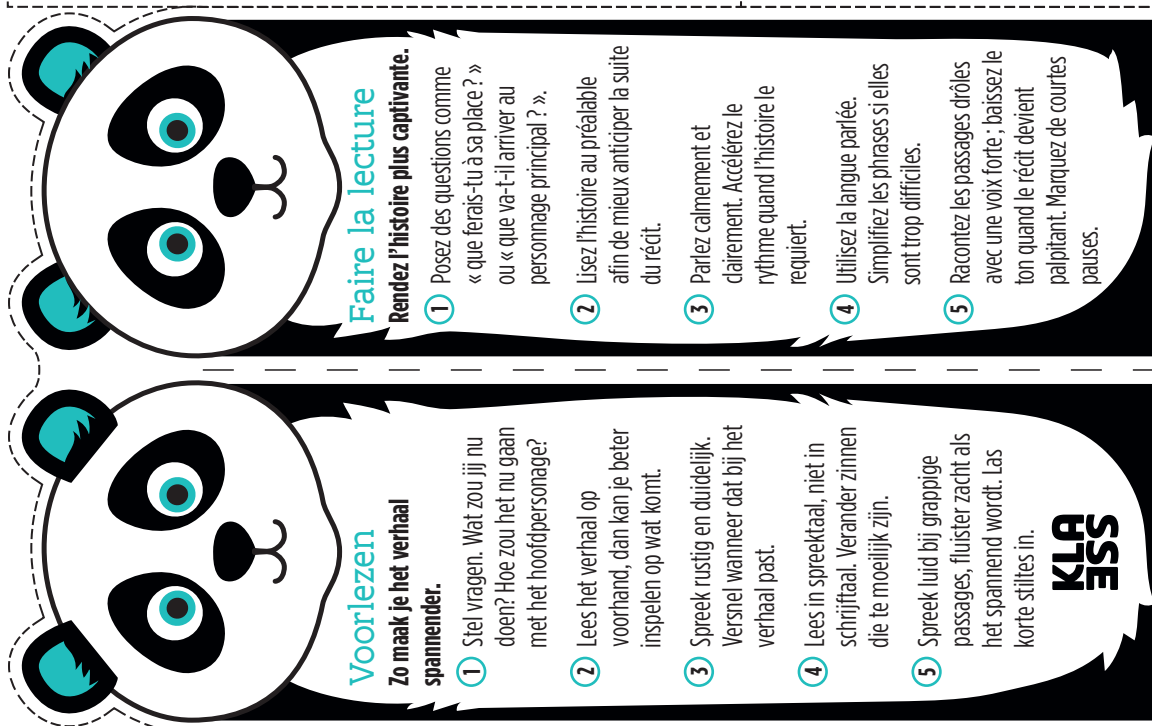 Faire la lecture
Rendez l’histoire plus captivante.
1 Posez des questions comme
« que ferais-tu à sa place ? »
ou « que va-t-il arriver au
personnage principal ? ».
2 Lisez l’histoire au préalable
afin de mieux anticiper la suite
du récit.
3 Parlez calmement et
clairement. Accélérez le
rythme quand l’histoire le
requiert.
4 Utilisez la langue parlée.
Simplifiez les phrases si elles
sont trop difficiles.
5 Racontez les passages drôles
avec une voix forte ; baissez le
ton quand le récit devient
palpitant. Marquez de courtes
pauses.
Voorlezen
Zo maak je het verhaal
spannender.
1 Stel vragen. Wat zou jij nu
doen? Hoe zou het nu gaan
met het hoofdpersonage?
2 Lees het verhaal op
voorhand, dan kan je beter
inspelen op wat komt.
3 Spreek rustig en duidelijk.
Versnel wanneer dat bij het
verhaal past.
4 Lees in spreektaal, niet in
schrijftaal. Verander zinnen
die te moeilijk zijn.
5 Spreek luid bij grappige
passages, fluister zacht als
het spannend wordt. Las
korte stiltes in.
KLA
ESS